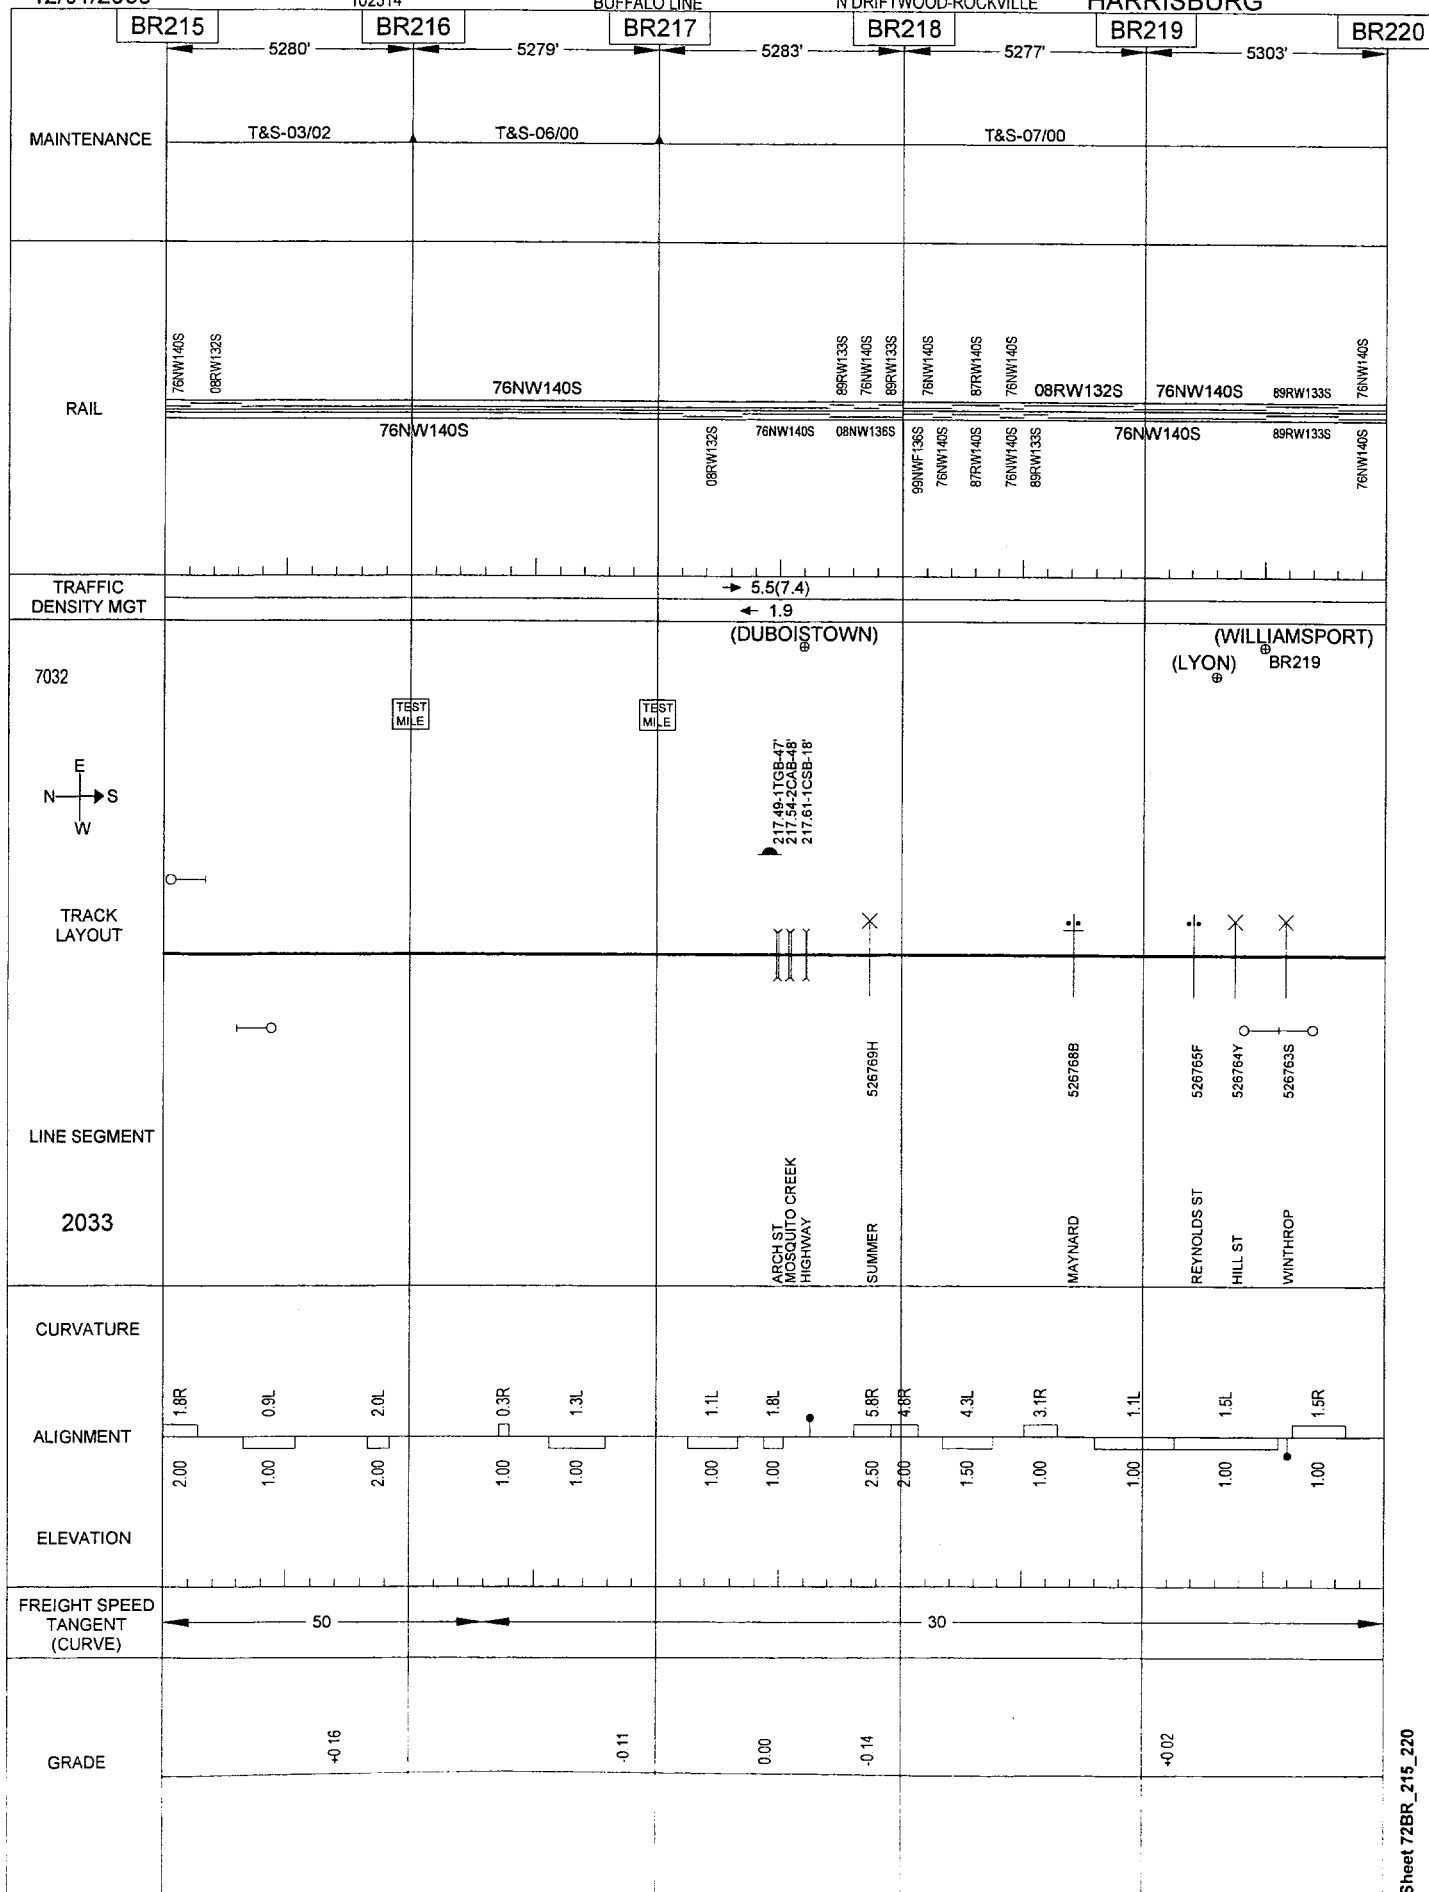 BUFFALO LINE
N DRIFTWOOD-ROCKVILLE
HARRISBURG
BR215 BR216 BR217 BR218 BR219 BR220
5280' 5279' 5283' 5277' 5303'
MAINTENANCE
T&S-03/02 T&S-06/00 T&S-07/00
RAIL
76NW140S 08RW132S 76NW140S 89RW133S 76NW140S 89RW133S 76NW140S 87RW140S 76NW140S 08RW132S 76NW140S 89RW133S 76NW140S
76NW140S 08RW132S 76NW140S 08NW136S 99NWF136S 76NW140S 87RW140S 76NW140S 89RW133S 76NW140S 89RW133S 76NW140S
TRAFFIC
DENSITY MGT
5.5(7.4)
1.9
(DUBOISTOWN)
(WILLIAMSPORT)
(LYON) BR219
7032
TEST
MILE
TEST
MILE
E
N S
W
217.49-1TGB-47'
217.54-2CAB-48'
217.61-1CSB-18'
TRACK
LAYOUT
526769H 526768B 526765F 526764Y 526763S
LINE SEGMENT
2033
ARCH ST
MOSQUITO CREEK
HIGHWAY
SUMMER
MAYNARD
REYNOLDS ST
HILL ST
WINTHROP
CURVATURE
1.8R 0.9L 2.0L 0.3R 1.3L 1.1L 1.8L 5.8R 4.8R 4.3L 3.1R 1.1L 1.5L 1.5R
ALIGNMENT
2.00 1.00 2.00 1.00 1.00 1.00 1.00 2.50 2.00 1.50 1.00 1.00 1.00 1.00
ELEVATION
FREIGHT SPEED
TANGENT
(CURVE)
50 30
GRADE
+0.16 -0.11 0.00 -0.14 +0.02
Sheet 72BR_215_220